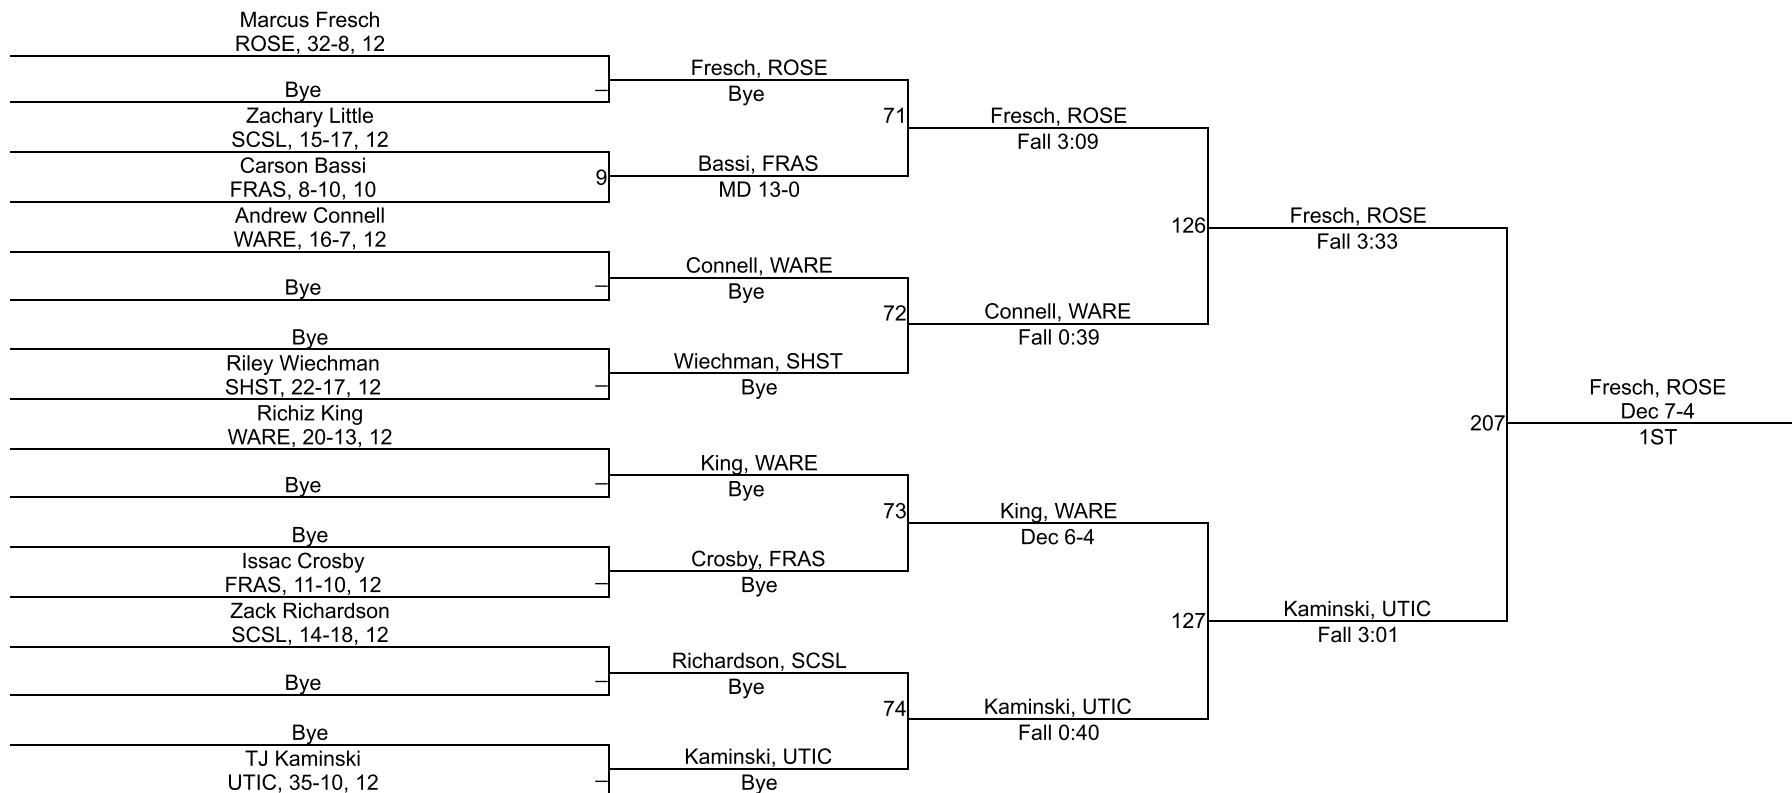 Marcus Fresch
ROSE, 32-8, 12
Bye
–
Zachary Little
SCSL, 15-17, 12
Carson Bassi
FRAS, 8-10, 10
9
Andrew Connell
WARE, 16-7, 12
Bye
–
Bye
Riley Wiechman
SHST, 22-17, 12
–
Richiz King
WARE, 20-13, 12
Bye
–
Bye
Issac Crosby
FRAS, 11-10, 12
–
Zack Richardson
SCSL, 14-18, 12
Bye
–
Bye
TJ Kaminski
UTIC, 35-10, 12
–
Fresch, ROSE
Bye
71
Bassi, FRAS
MD 13-0
Connell, WARE
Bye
72
Wiechman, SHST
Bye
King, WARE
Bye
73
Crosby, FRAS
Bye
Richardson, SCSL
Bye
74
Kaminski, UTIC
Bye
Fresch, ROSE
Fall 3:09
126
Connell, WARE
Fall 0:39
King, WARE
Dec 6-4
127
Kaminski, UTIC
Fall 0:40
Fresch, ROSE
Fall 3:33
207
Kaminski, UTIC
Fall 3:01
Fresch, ROSE
Dec 7-4
1ST